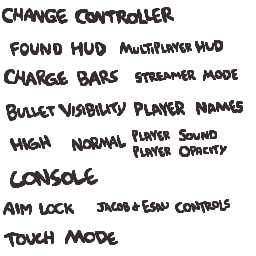 CHANGE CONTROLLER
FOUND HUD MULTIPLAYER HUD
CHARGE BARS STREAMER MODE
BULLET VISIBILITY PLAYER NAMES
HIGH NORMAL PLAYER SOUND
PLAYER OPACITY
CONSOLE
AIM LOCK JACOB & ESAU CONTROLS
TOUCH MODE